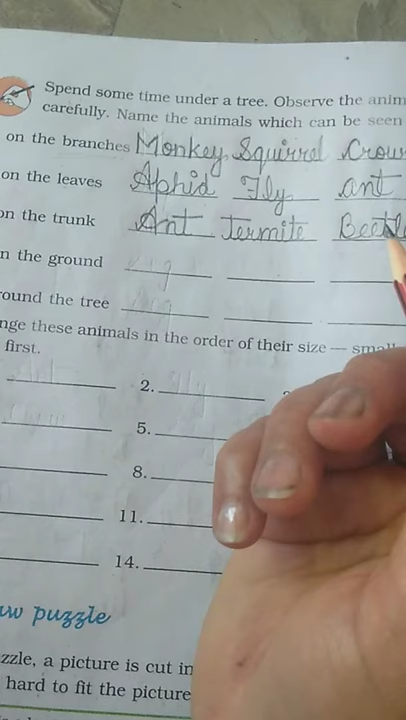 Spend some time under a tree. Observe the anim
carefully. Name the animals which can be seen
on the branches Monkey Squirrel Crow
on the leaves Aphid Fly ant
on the trunk Ant Termite Beetle
n the ground
round the tree
nge these animals in the order of their size — small
first.
2.
5.
8.
11.
14.
aw puzzle
zzle, a picture is cut in
hard to fit the picture